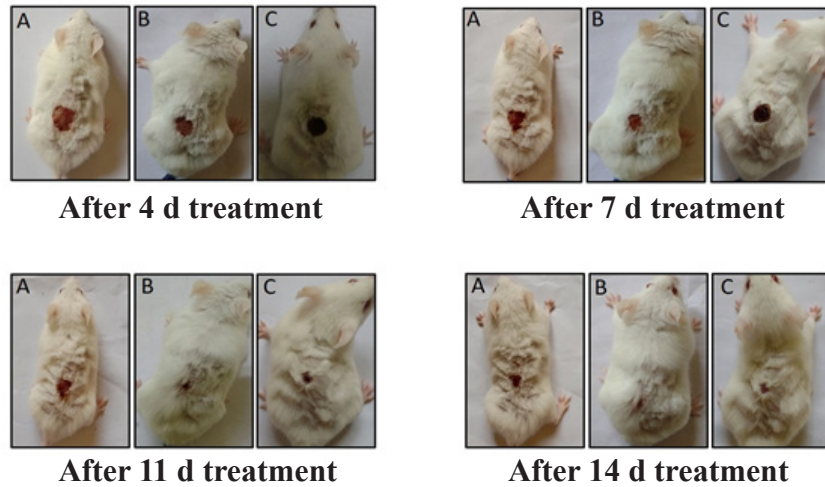 A B C
A B C
After 4 d treatment
After 7 d treatment
A B C
A B C
After 11 d treatment
After 14 d treatment